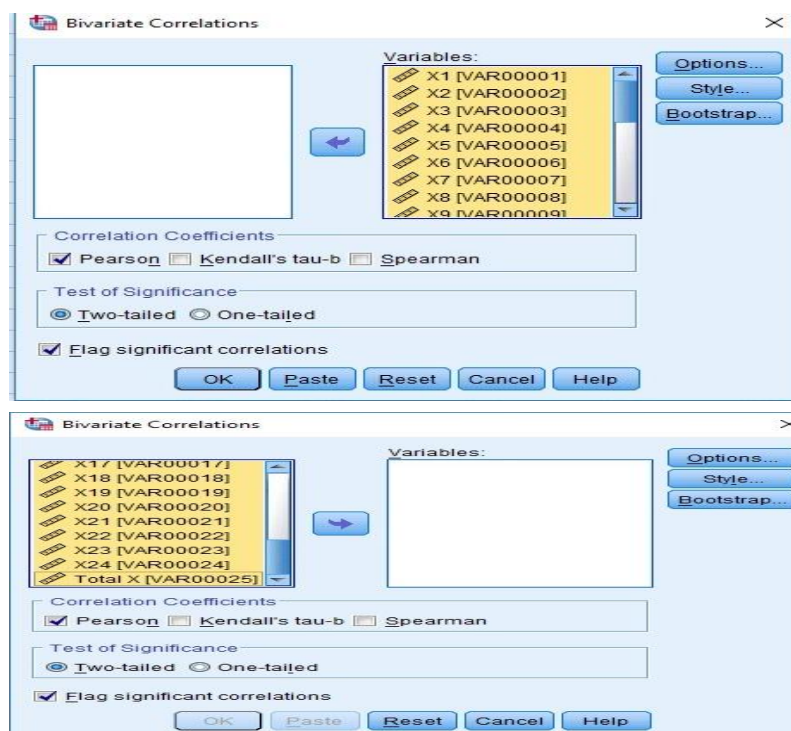 Bivariate Correlations
Variables:
X1 [VAR00001]
X2 [VAR00002]
X3 [VAR00003]
X4 [VAR00004]
X5 [VAR00005]
X6 [VAR00006]
X7 [VAR00007]
X8 [VAR00008]
X9 [VAR00009]
Options...
Style...
Bootstrap...
Correlation Coefficients
Pearson Kendall's tau-b Spearman
Test of Significance
Two-tailed One-tailed
Flag significant correlations
OK Paste Reset Cancel Help
Bivariate Correlations
X17 [VAR00017]
X18 [VAR00018]
X19 [VAR00019]
X20 [VAR00020]
X21 [VAR00021]
X22 [VAR00022]
X23 [VAR00023]
X24 [VAR00024]
Total X [VAR00025]
Variables:
Options...
Style...
Bootstrap...
Correlation Coefficients
Pearson Kendall's tau-b Spearman
Test of Significance
Two-tailed One-tailed
Flag significant correlations
OK Paste Reset Cancel Help